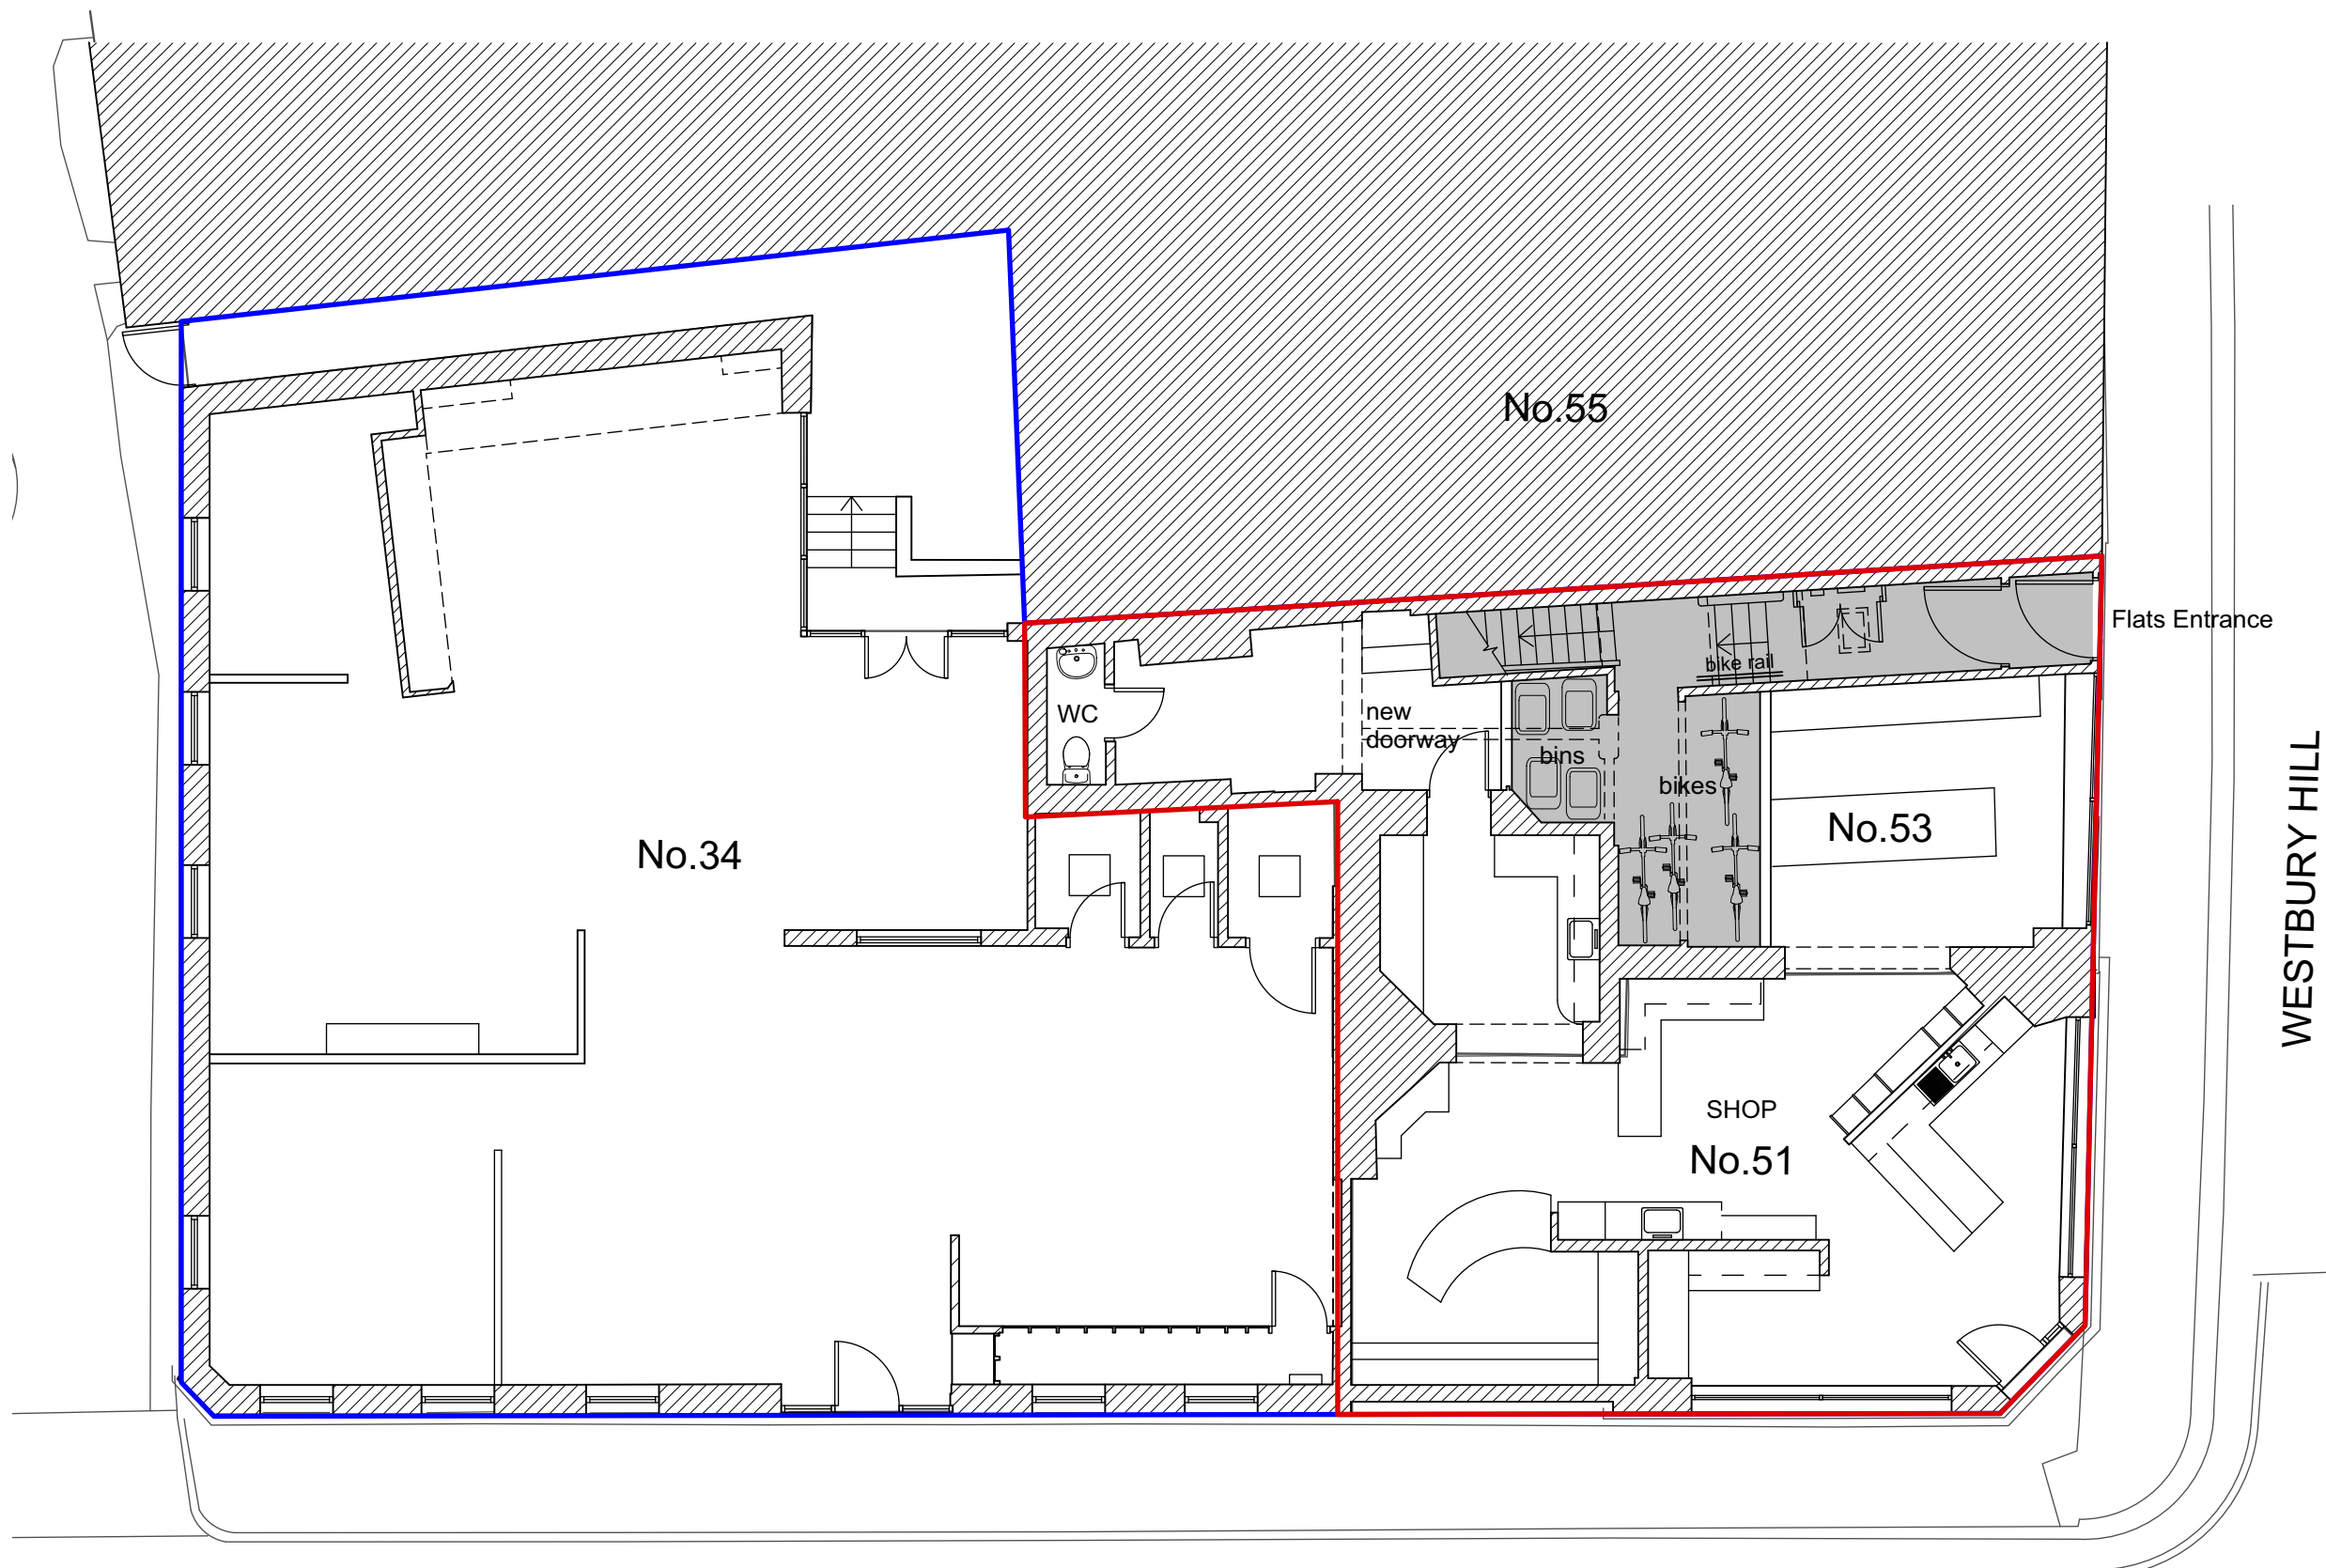 No.55
Flats Entrance
bike rail
WC
new
doorway
bins
bikes
No.53
No.34
WESTBURY HILL
SHOP
No.51